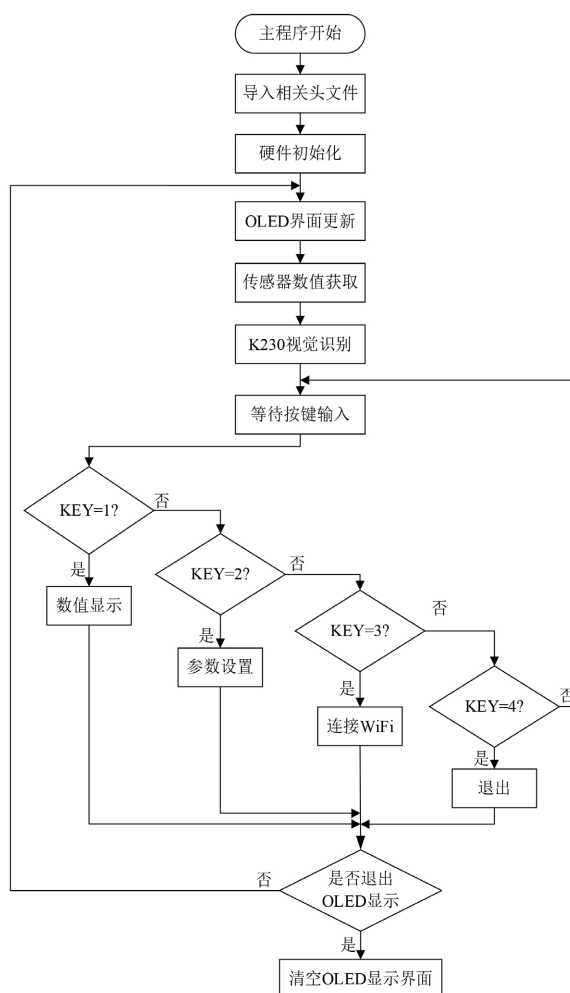 主程序开始
导入相关头文件
硬件初始化
OLED界面更新
传感器数值获取
K230视觉识别
等待按键输入
KEY=1?
否
是
数值显示
KEY=2?
否
是
参数设置
KEY=3?
否
是
连接WiFi
KEY=4?
否
是
退出
是否退出
OLED显示
否
是
清空OLED显示界面